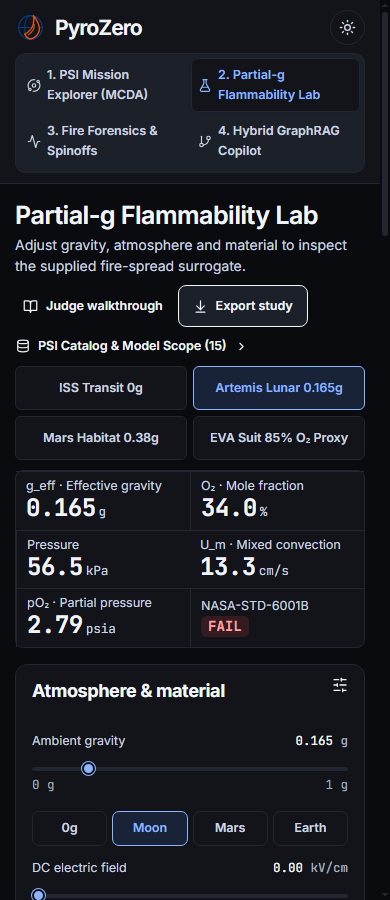 PyroZero
1. PSI Mission
Explorer (MCDA)
2. Partial-g
Flammability Lab
3. Fire Forensics &
Spinoffs
4. Hybrid GraphRAG
Copilot
Partial-g Flammability Lab
Adjust gravity, atmosphere and material to inspect
the supplied fire-spread surrogate.
Judge walkthrough
Export study
PSI Catalog & Model Scope (15)
ISS Transit 0g
Artemis Lunar 0.165g
Mars Habitat 0.38g
EVA Suit 85% O₂ Proxy
g_eff · Effective gravity
0.165 g
O₂ · Mole fraction
34.0 %
Pressure
56.5 kPa
U_m · Mixed convection
13.3 cm/s
pO₂ · Partial pressure
2.79 psia
NASA-STD-6001B
FAIL
Atmosphere & material
Ambient gravity
0.165 g
0 g
1 g
0g
Moon
Mars
Earth
DC electric field
0.00 kV/cm